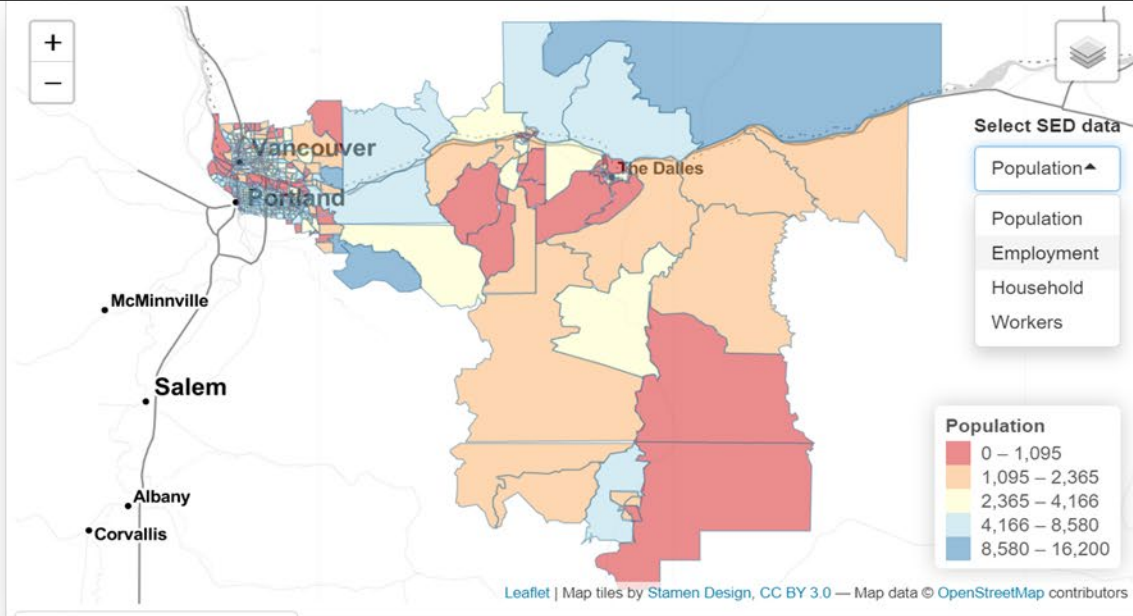 +
−
Vancouver
Portland
The Dalles
McMinnville
Salem
Albany
Corvallis
Select SED data
Population
Population
Employment
Household
Workers
Population
0 – 1,095
1,095 – 2,365
2,365 – 4,166
4,166 – 8,580
8,580 – 16,200
Leaflet | Map tiles by Stamen Design, CC BY 3.0 — Map data © OpenStreetMap contributors